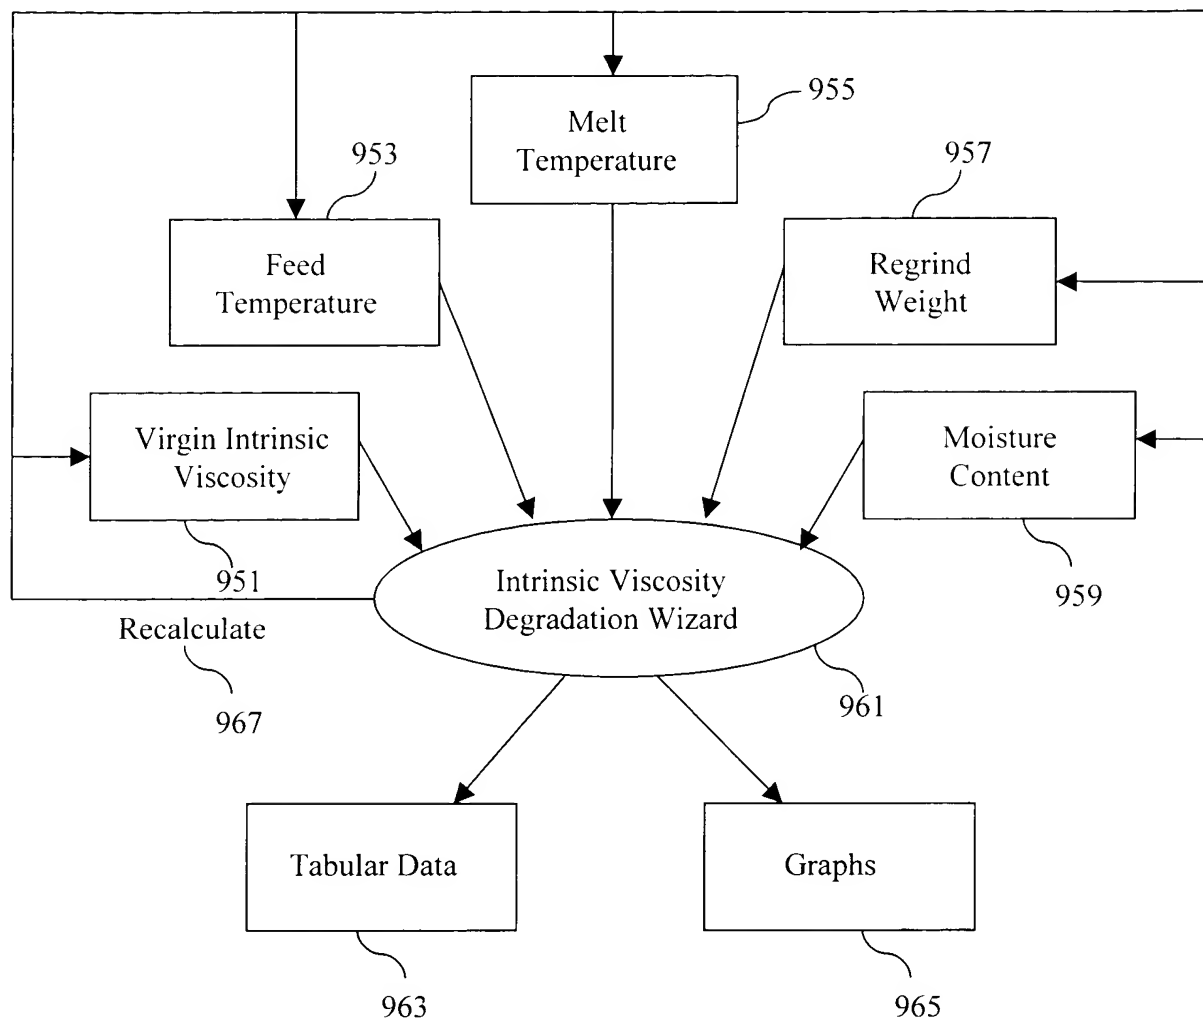 955
Melt
Temperature
953
957
Feed
Temperature
Regrind
Weight
Virgin Intrinsic
Viscosity
Moisture
Content
951
959
Intrinsic Viscosity
Degradation Wizard
Recalculate
967
961
Tabular Data
Graphs
963
965